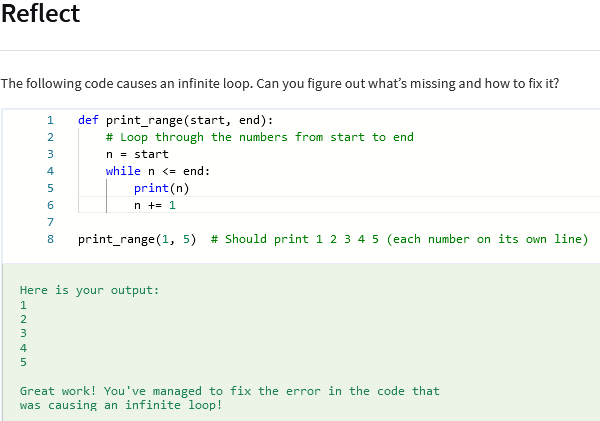 Reflect
The following code causes an infinite loop. Can you figure out what’s missing and how to fix it?
1 def print_range(start, end):
2 # Loop through the numbers from start to end
3 n = start
4 while n <= end:
5 print(n)
6 n += 1
7
8 print_range(1, 5) # Should print 1 2 3 4 5 (each number on its own line)
Here is your output:
1
2
3
4
5
Great work! You've managed to fix the error in the code that
was causing an infinite loop!